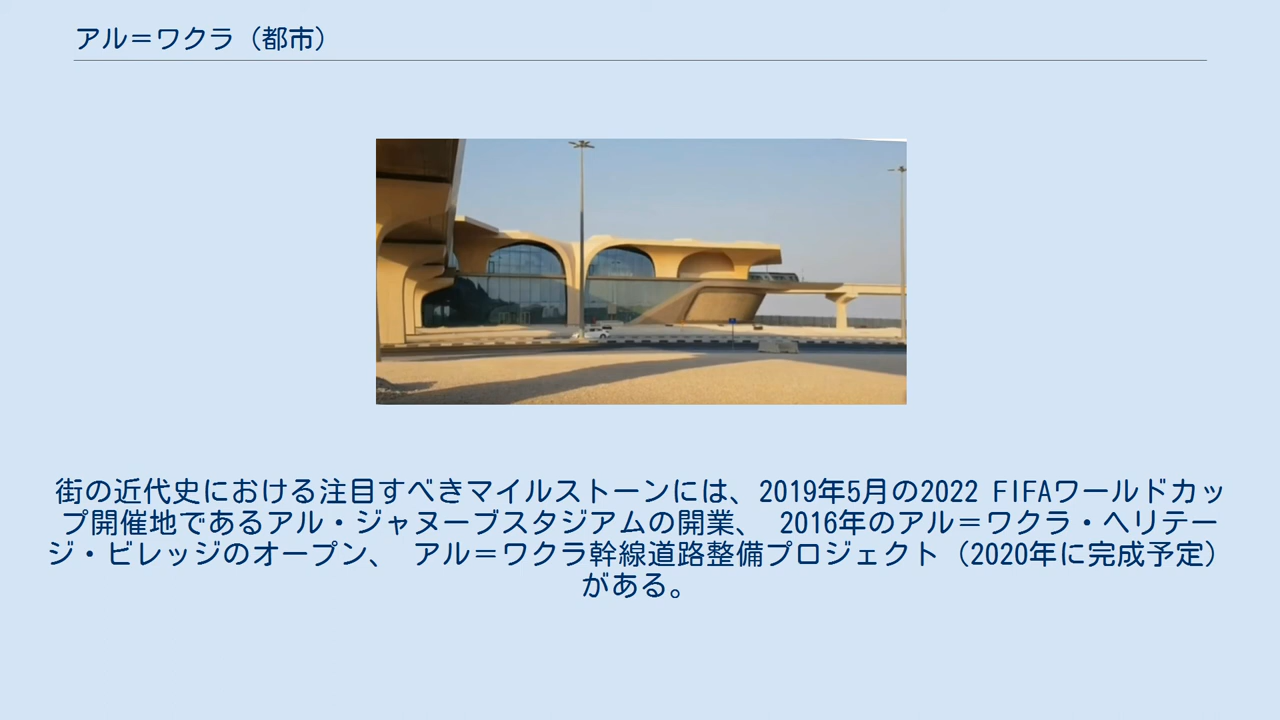 アル＝ワクラ（都市）
街の近代史における注目すべきマイルストーンには、2019年5月の2022 FIFAワールドカッ
プ開催地であるアル・ジャヌーブスタジアムの開業、 2016年のアル＝ワクラ・ヘリテー
ジ・ビレッジのオープン、 アル＝ワクラ幹線道路整備プロジェクト（2020年に完成予定）
がある。